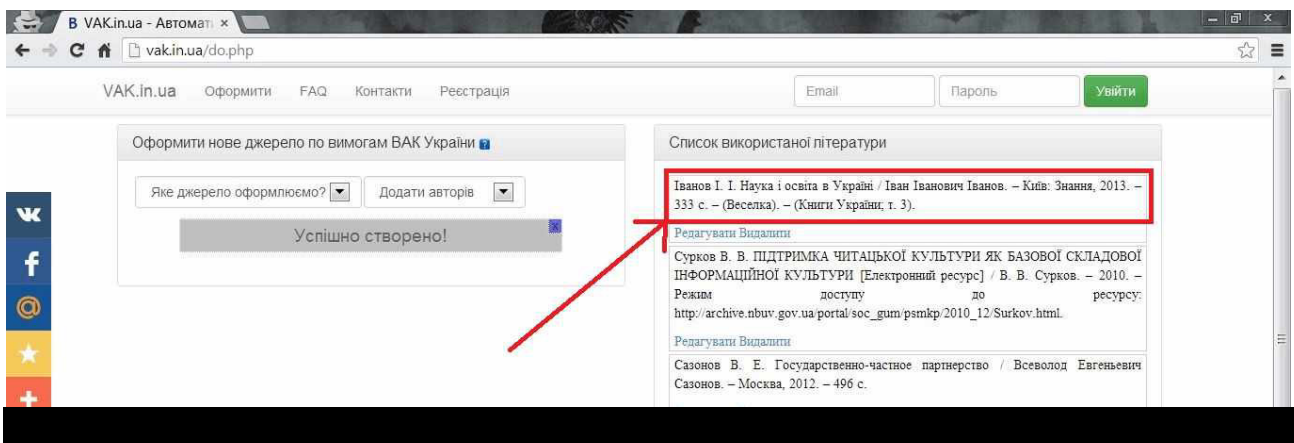 VAK.in.ua - Автомат
vak.in.ua/do.php
VAK.in.ua Оформити FAQ Контакти Реєстрація Email Пароль Увійти
Оформити нове джерело по вимогам ВАК України ?
Яке джерело оформлюємо? Додати авторів
Успішно створено! x
Список використаної літератури
Іванов І. І. Наука і освіта в Україні / Іван Іванович Іванов. – Київ: Знання, 2013. –
333 с. – (Веселка). – (Книги України; т. 3).
Редагувати Видалити
Сурков В. В. ПІДТРИМКА ЧИТАЦЬКОЇ КУЛЬТУРИ ЯК БАЗОВОЇ СКЛАДОВОЇ
ІНФОРМАЦІЙНОЇ КУЛЬТУРИ [Електронний ресурс] / В. В. Сурков. – 2010. –
Режим доступу до ресурсу:
http://archive.nbuv.gov.ua/portal/soc_gum/psmkp/2010_12/Surkov.html.
Редагувати Видалити
Сазонов В. Е. Государственно-частное партнерство / Всеволод Евгеньевич
Сазонов. – Москва, 2012. – 496 с.